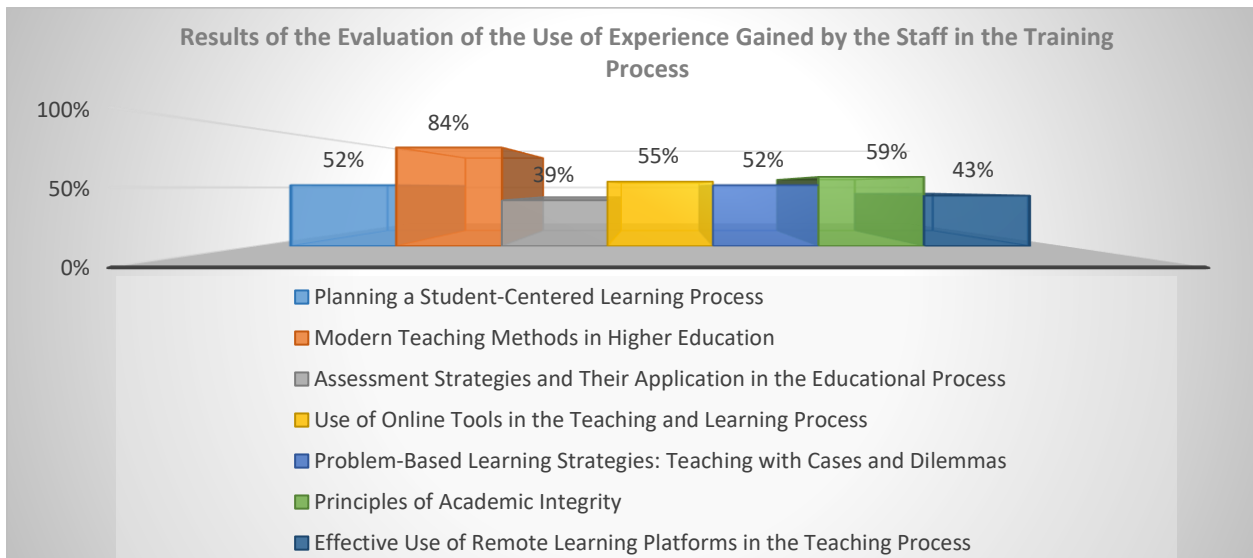 Results of the Evaluation of the Use of Experience Gained by the Staff in the Training
Process
100%
84%
52%
39%
55%
52%
59%
43%
50%
0%
Planning a Student-Centered Learning Process
Modern Teaching Methods in Higher Education
Assessment Strategies and Their Application in the Educational Process
Use of Online Tools in the Teaching and Learning Process
Problem-Based Learning Strategies: Teaching with Cases and Dilemmas
Principles of Academic Integrity
Effective Use of Remote Learning Platforms in the Teaching Process